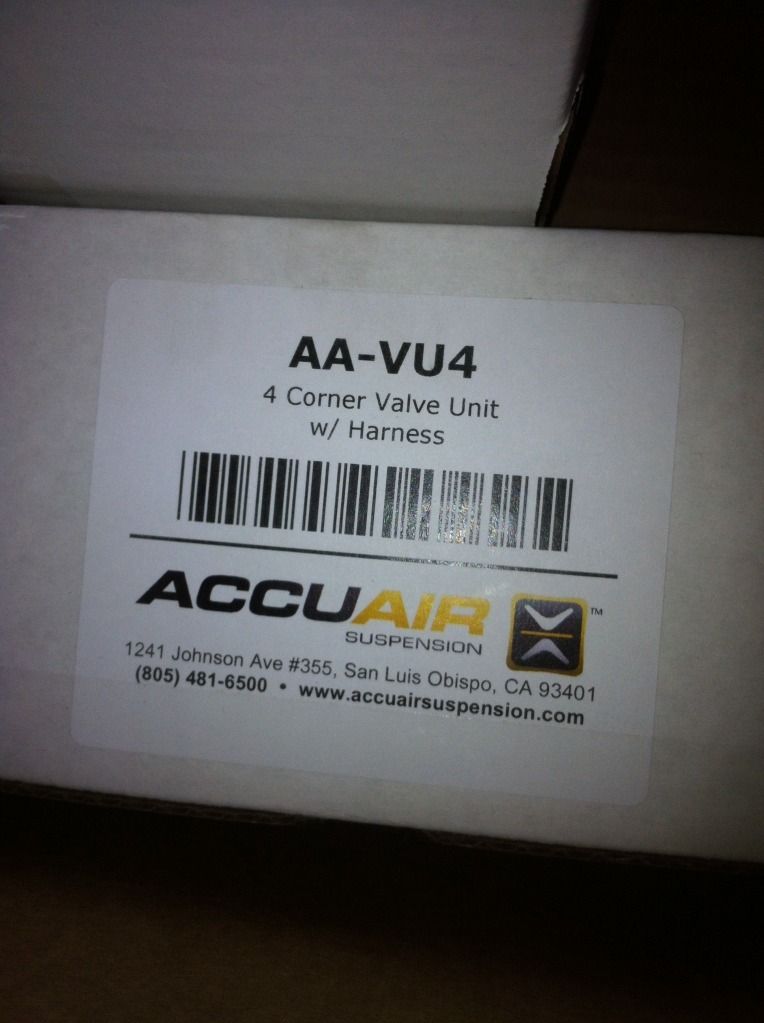 AA-VU4
4 Corner Valve Unit
w/ Harness
ACCUAIR
SUSPENSION
TM
1241 Johnson Ave #355, San Luis Obispo, CA 93401
(805) 481-6500 • www.accuairsuspension.com